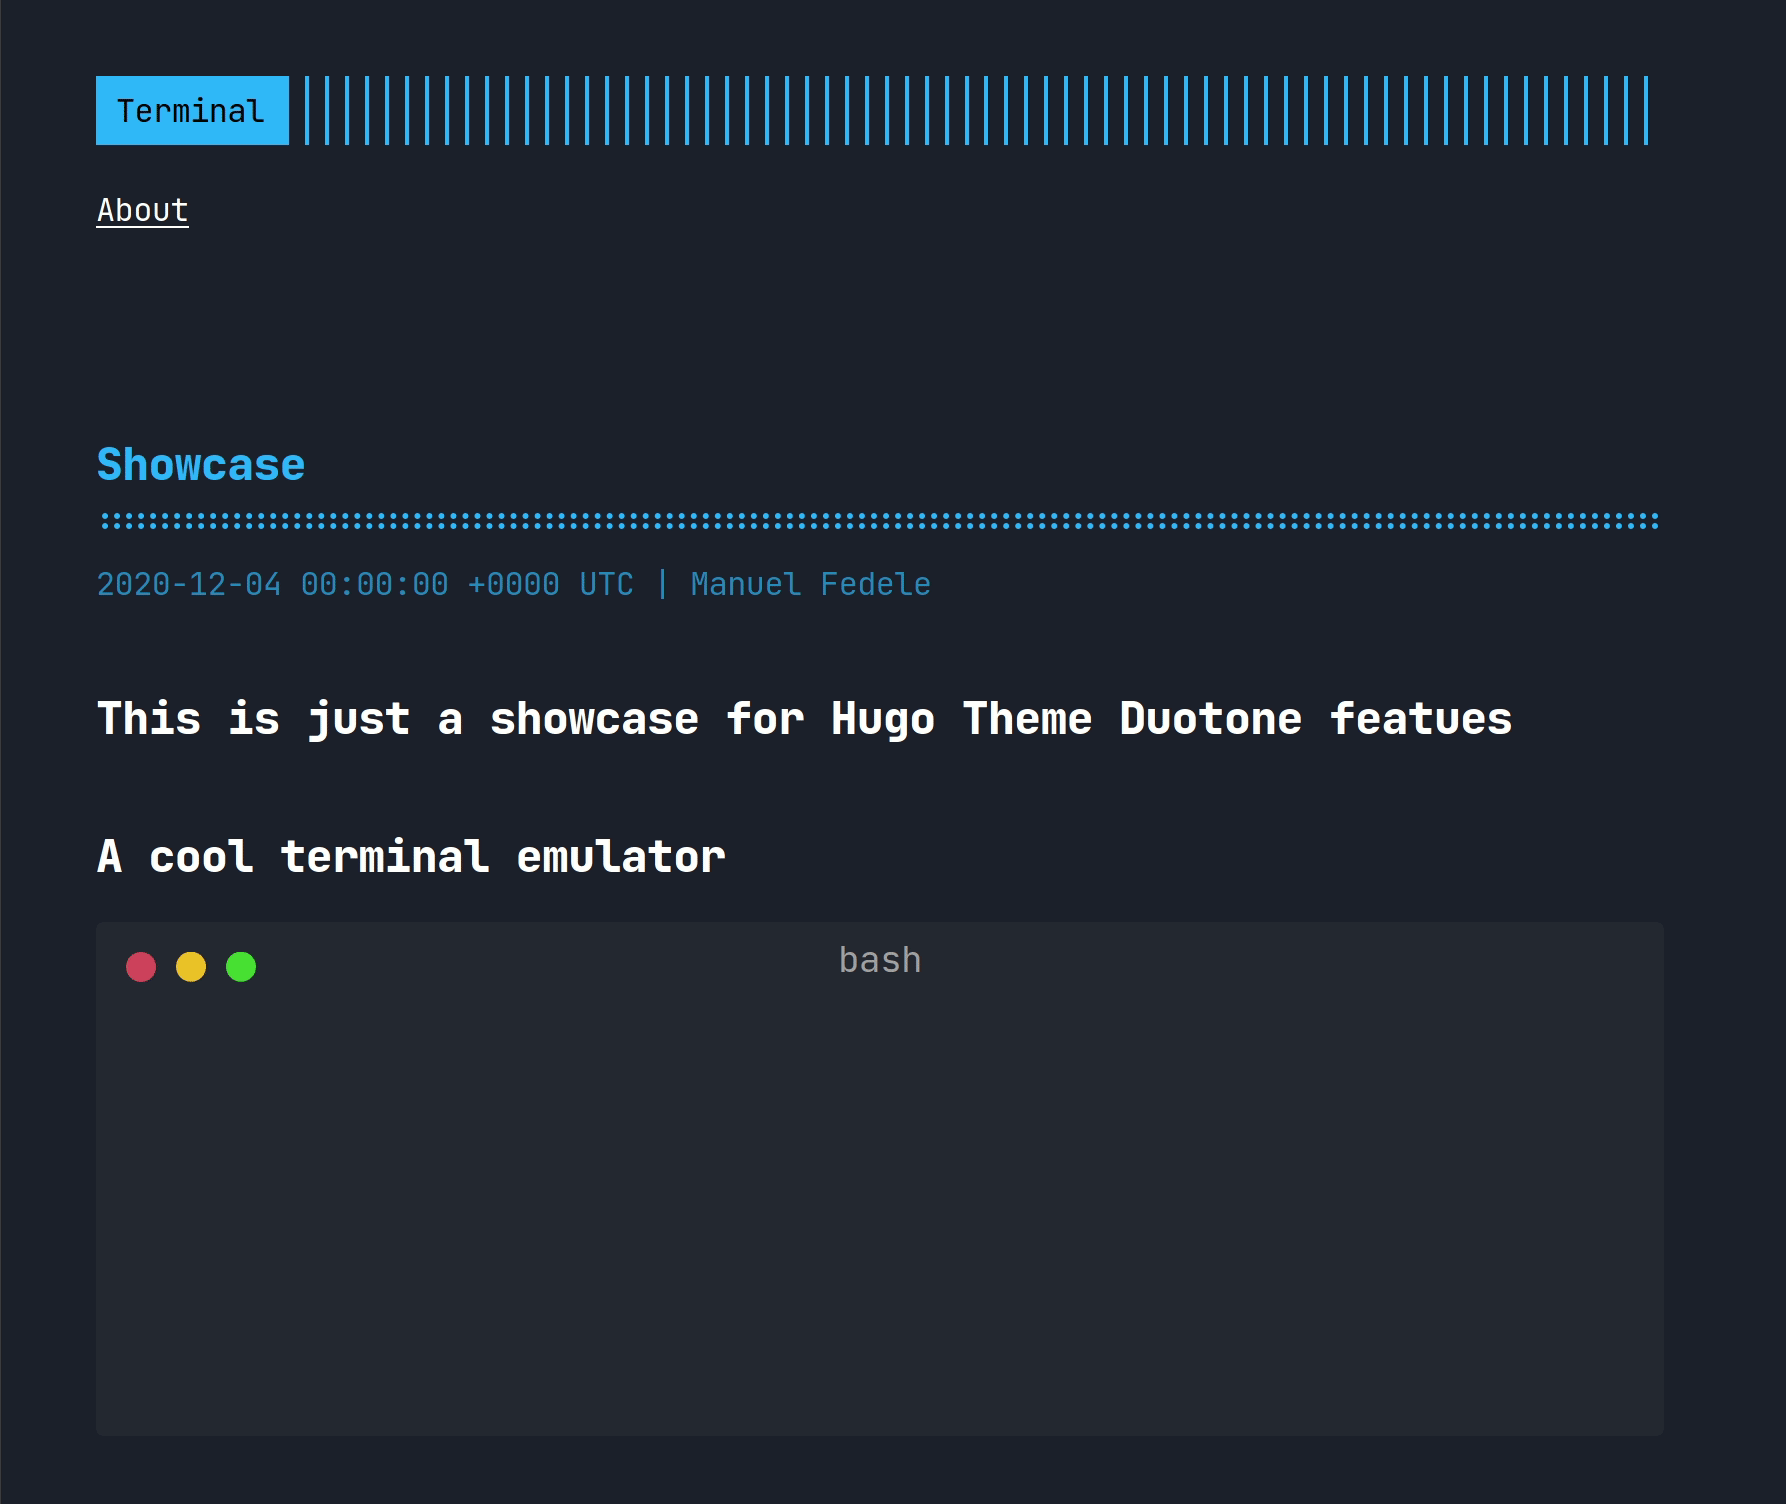 Terminal
About
Showcase
2020-12-04 00:00:00 +0000 UTC | Manuel Fedele
This is just a showcase for Hugo Theme Duotone featues
A cool terminal emulator
bash